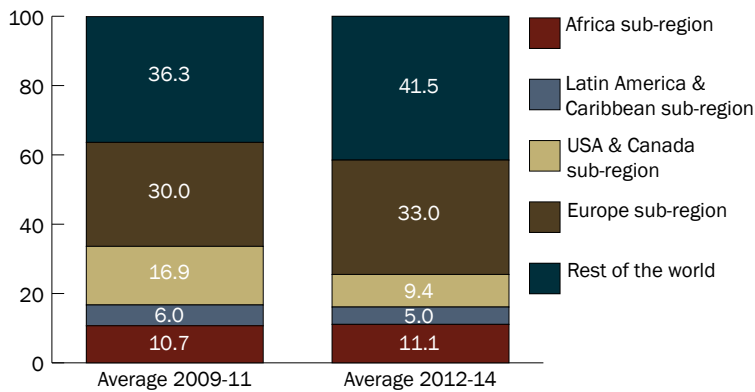 100
80
60
40
20
0
36.3
30.0
16.9
6.0
10.7
Average 2009-11
41.5
33.0
9.4
5.0
11.1
Average 2012-14
Africa sub-region
Latin America &
Caribbean sub-region
USA & Canada
sub-region
Europe sub-region
Rest of the world